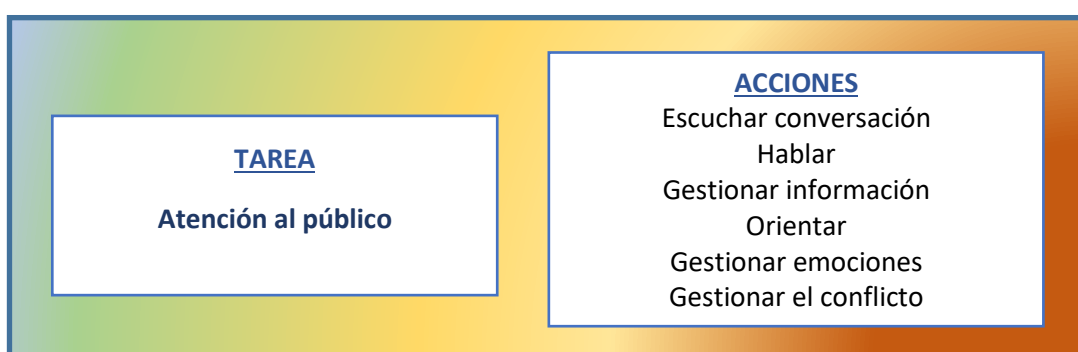 TAREA
Atención al público
ACCIONES
Escuchar conversación
Hablar
Gestionar información
Orientar
Gestionar emociones
Gestionar el conflicto